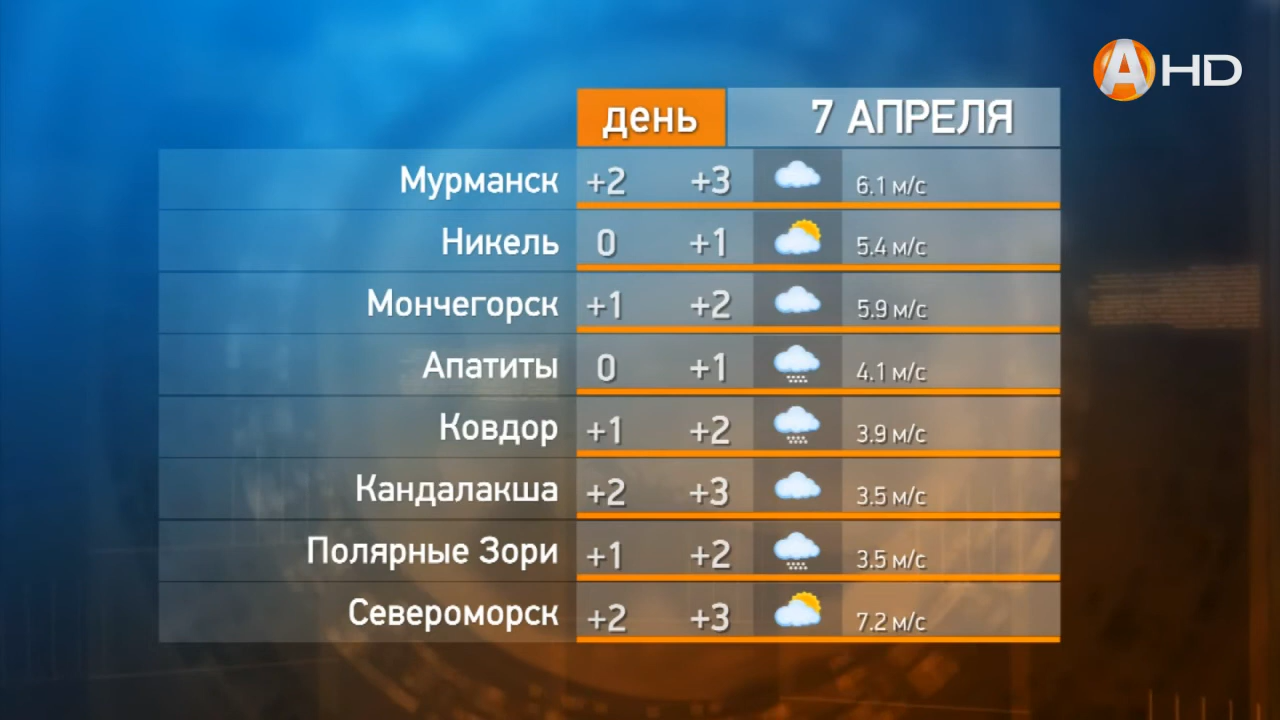 А HD
день 7 АПРЕЛЯ
Мурманск +2 +3 6.1 м/с
Никель 0 +1 5.4 м/с
Мончегорск +1 +2 5.9 м/с
Апатиты 0 +1 4.1 м/с
Ковдор +1 +2 3.9 м/с
Кандалакша +2 +3 3.5 м/с
Полярные Зори +1 +2 3.5 м/с
Североморск +2 +3 7.2 м/с